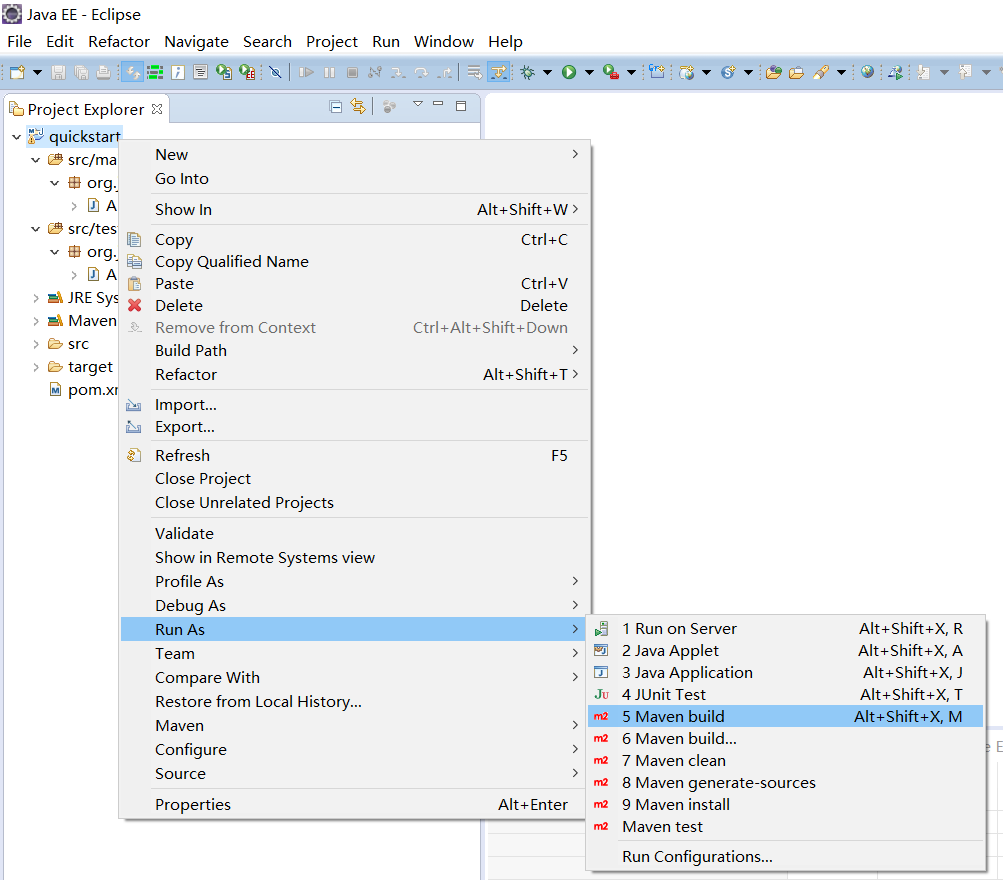 Java EE - Eclipse
File Edit Refactor Navigate Search Project Run Window Help
Project Explorer
quickstart
src/ma
org.
A
src/tes
org.
A
JRE Sys
Maven
src
target
pom.xm
New
Go Into
Show In Alt+Shift+W
Copy Ctrl+C
Copy Qualified Name
Paste Ctrl+V
Delete Delete
Remove from Context Ctrl+Alt+Shift+Down
Build Path
Refactor Alt+Shift+T
Import...
Export...
Refresh F5
Close Project
Close Unrelated Projects
Validate
Show in Remote Systems view
Profile As
Debug As
Run As
Team
Compare With
Restore from Local History...
Maven
Configure
Source
Properties Alt+Enter
1 Run on Server Alt+Shift+X, R
2 Java Applet Alt+Shift+X, A
3 Java Application Alt+Shift+X, J
4 JUnit Test Alt+Shift+X, T
m2 5 Maven build Alt+Shift+X, M
m2 6 Maven build...
m2 7 Maven clean
m2 8 Maven generate-sources
m2 9 Maven install
m2 Maven test
Run Configurations...